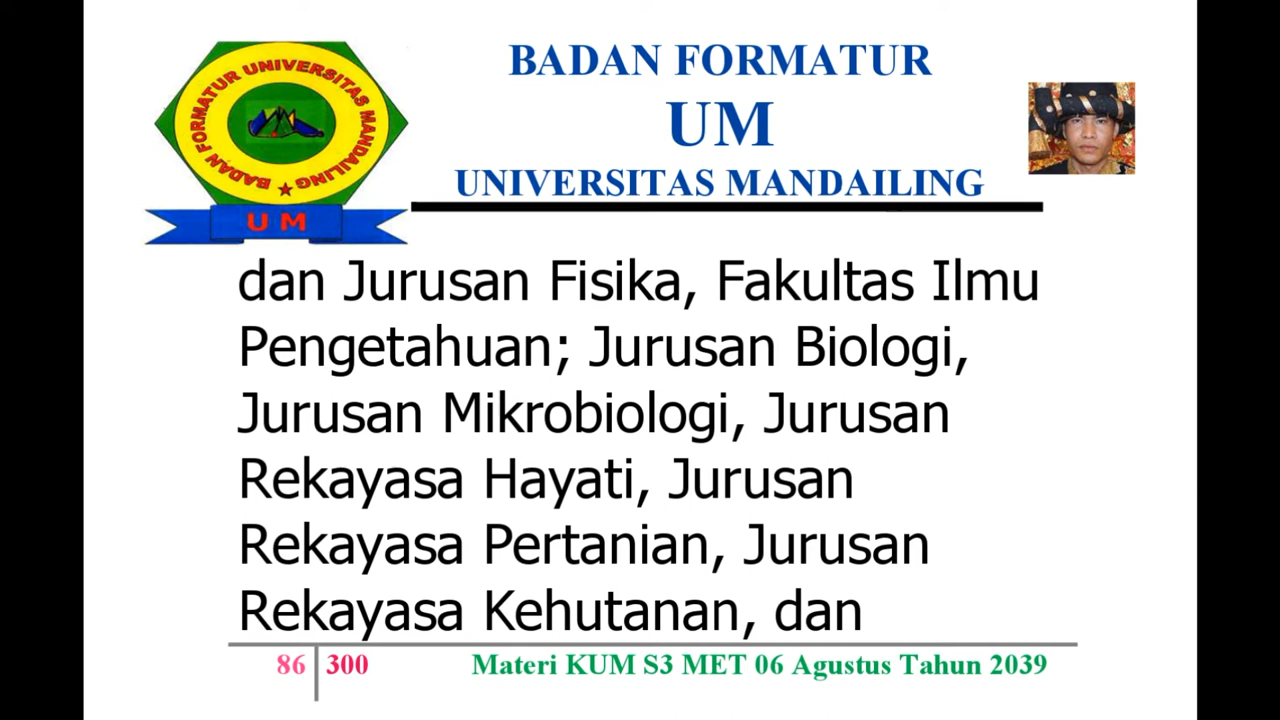 BADAN FORMATUR UNIVERSITAS MANDAILING
U M
BADAN FORMATUR
UM
UNIVERSITAS MANDAILING
dan Jurusan Fisika, Fakultas Ilmu
Pengetahuan; Jurusan Biologi,
Jurusan Mikrobiologi, Jurusan
Rekayasa Hayati, Jurusan
Rekayasa Pertanian, Jurusan
Rekayasa Kehutanan, dan
86 300 Materi KUM S3 MET 06 Agustus Tahun 2039